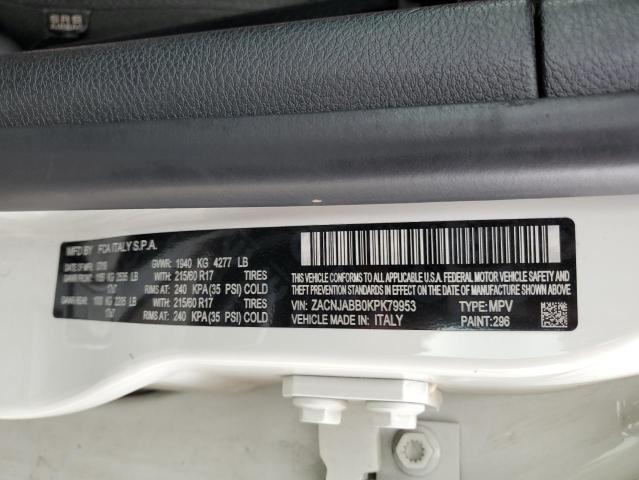 SRS
MFD BY FCA ITALY S.P.A.
GVWR: 1940 KG 4277 LB
WITH: 215/60 R17 TIRES
RIMS AT: 240 KPA (35 PSI) COLD
WITH: 215/60 R17 TIRES
RIMS AT: 240 KPA (35 PSI) COLD
THIS VEHICLE CONFORMS TO ALL APPLICABLE U.S.A. FEDERAL MOTOR VEHICLE SAFETY AND
THEFT PREVENTION STANDARDS IN EFFECT ON THE DATE OF MANUFACTURE SHOWN ABOVE
VIN: ZACNJABB0KPK79953 TYPE: MPV
VEHICLE MADE IN: ITALY PAINT: 296